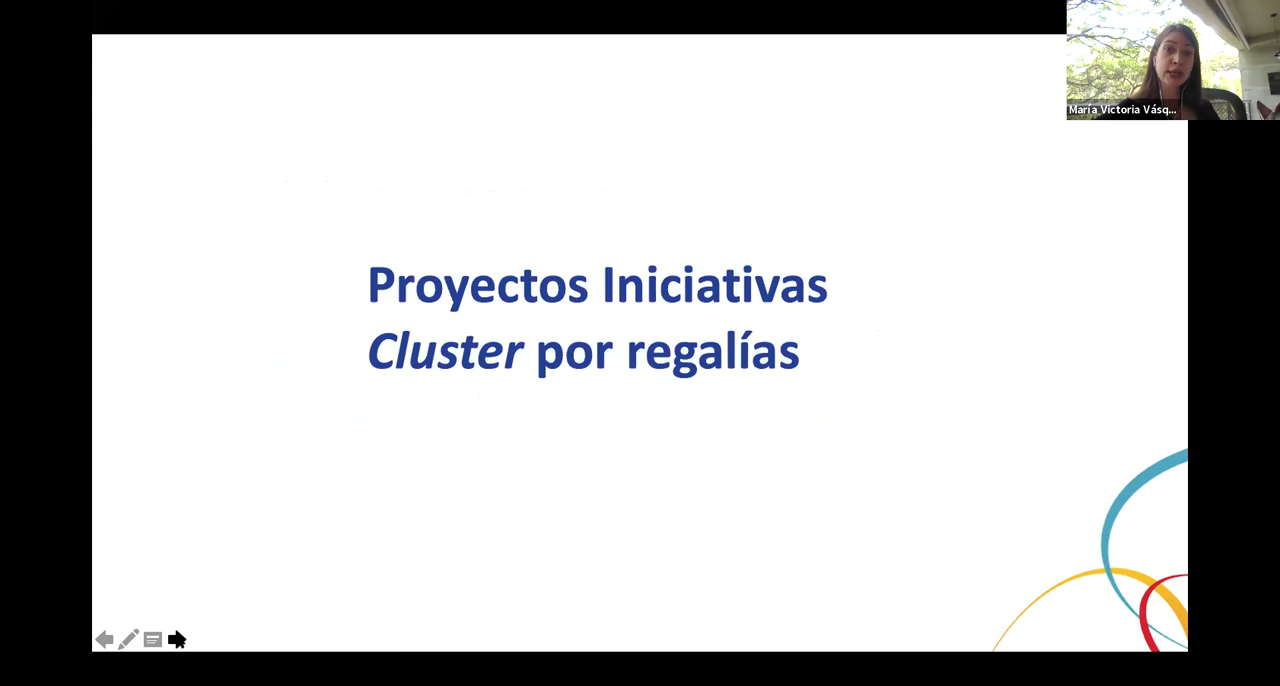 María Victoria Vásq...
Proyectos Iniciativas
Cluster por regalías